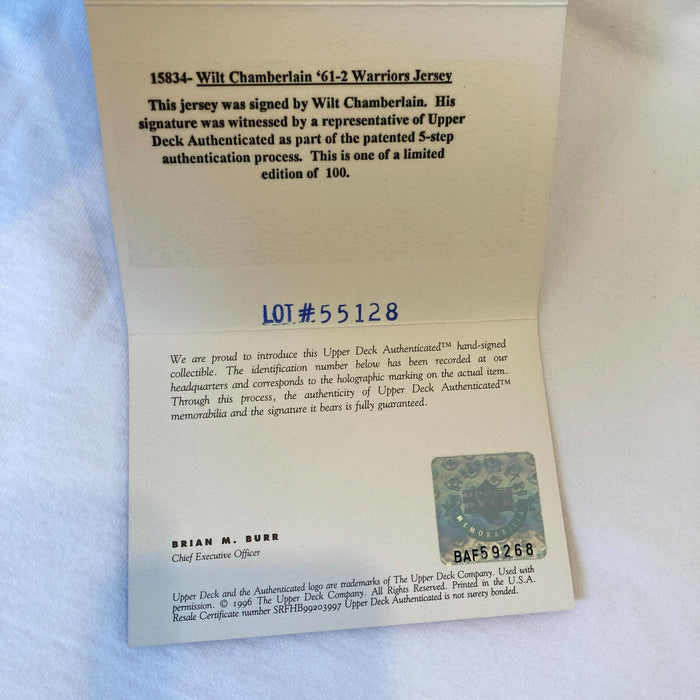 15834- Wilt Chamberlain '61-2 Warriors Jersey
This jersey was signed by Wilt Chamberlain. His
signature was witnessed by a representative of Upper
Deck Authenticated as part of the patented 5-step
authentication process. This is one of a limited
edition of 100.
LOT # 55128
We are proud to introduce this Upper Deck Authenticated™ hand-signed
collectible. The identification number below has been recorded at our
headquarters and corresponds to the holographic marking on the actual item.
Through this process, the authenticity of Upper Deck Authenticated™
memorabilia and the signature it bears is fully guaranteed.
UPPER
DECK
MEMORABILIA
BAF59268
BRIAN M. BURR
Chief Executive Officer
Upper Deck and the Authenticated logo are trademarks of The Upper Deck Company. Used with
permission. © 1996 The Upper Deck Company. All Rights Reserved. Printed in the U.S.A.
Resale Certificate number SRFHB99203997 Upper Deck Authenticated is not surety bonded.